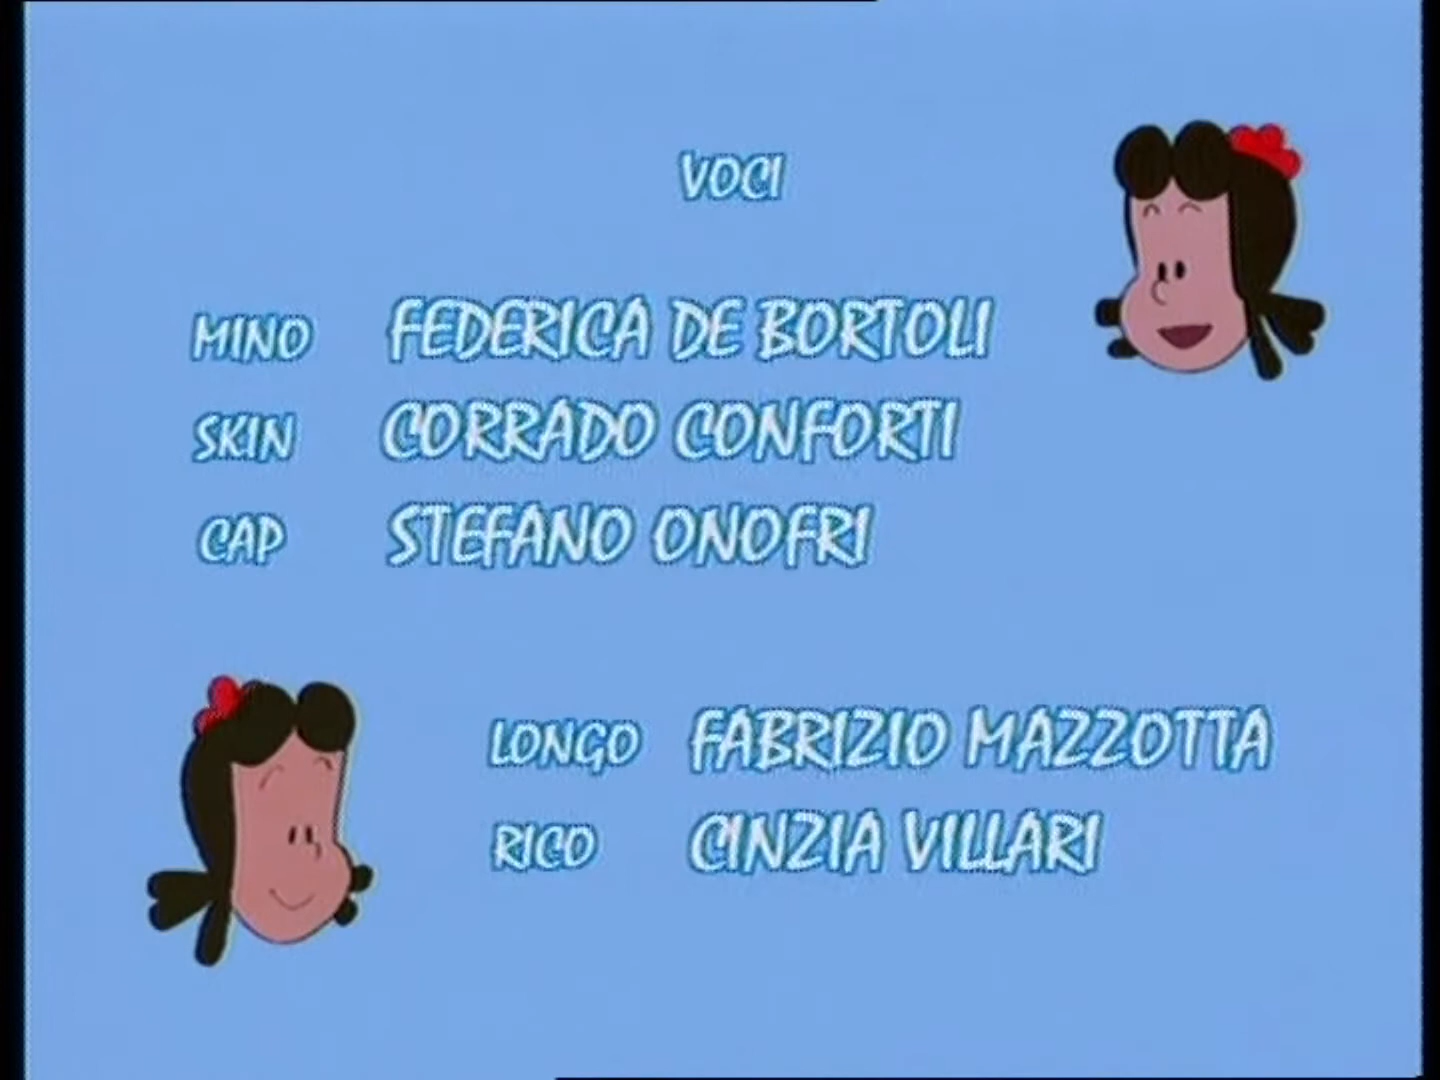 VOCI
MINO FEDERICA DE BORTOLI
SKIN CORRADO CONFORTI
CAP STEFANO ONOFRI
LONGO FABRIZIO MAZZOTTA
RICO CINZIA VILLARI